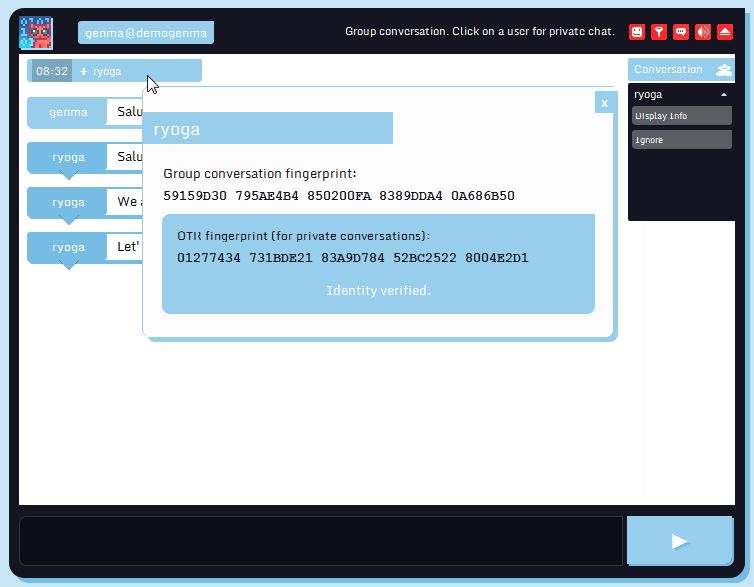 genma@demogenma
Group conversation. Click on a user for private chat.
08:32 + ryoga
Conversation
ryoga
Display Info
Ignore
genma Salu
ryoga Salu
ryoga We a
ryoga Let'
x
ryoga
Group conversation fingerprint:
59159D30 795AE4B4 850200FA 8389DDA4 0A686B50
OTR fingerprint (for private conversations):
01277434 731BDE21 83A9D784 52BC2522 8004E2D1
Identity verified.